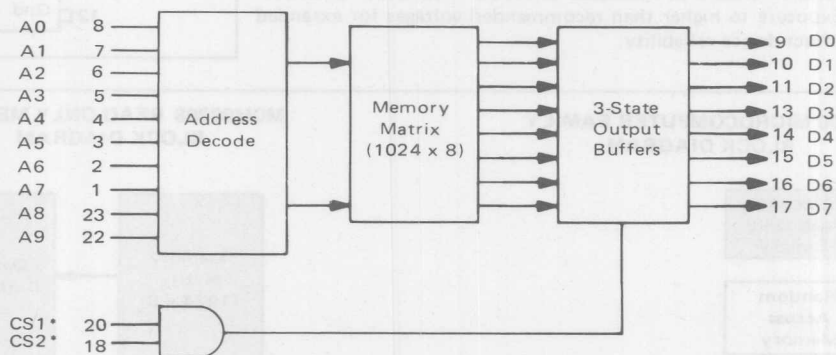 A0 8
A1 7
A2 6
A3 5
A4 4
A5 3
A6 2
A7 1
A8 23
A9 22
Address
Decode
Memory
Matrix
(1024 x 8)
3-State
Output
Buffers
9 D0
10 D1
11 D2
13 D3
14 D4
15 D5
16 D6
17 D7
CS1* 20
CS2* 18